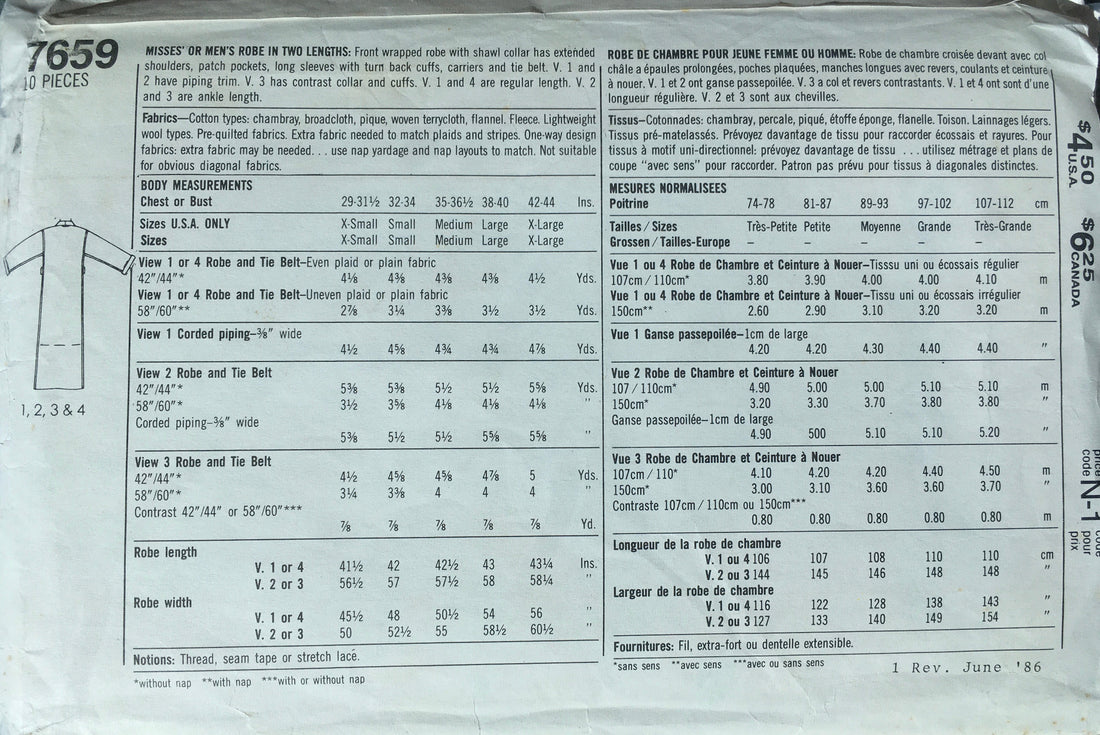 7659
10 PIECES
1, 2, 3 & 4
MISSES' OR MEN'S ROBE IN TWO LENGTHS: Front wrapped robe with shawl collar has extended
shoulders, patch pockets, long sleeves with turn back cuffs, carriers and tie belt. V. 1 and
2 have piping trim. V. 3 has contrast collar and cuffs. V. 1 and 4 are regular length. V. 2
and 3 are ankle length.
Fabrics—Cotton types: chambray, broadcloth, pique, woven terrycloth, flannel. Fleece. Lightweight
wool types. Pre-quilted fabrics. Extra fabric needed to match plaids and stripes. One-way design
fabrics: extra fabric may be needed... use nap yardage and nap layouts to match. Not suitable
for obvious diagonal fabrics.
BODY MEASUREMENTS
Chest or Bust 29-31½ 32-34 35-36½ 38-40 42-44 Ins.
Sizes U.S.A. ONLY X-Small Small Medium Large X-Large
Sizes X-Small Small Medium Large X-Large
View 1 or 4 Robe and Tie Belt—Even plaid or plain fabric
42"/44"* 4⅛ 4⅜ 4⅜ 4⅜ 4½ Yds.
View 1 or 4 Robe and Tie Belt—Uneven plaid or plain fabric
58"/60"** 2⅞ 3¼ 3⅜ 3½ 3½ Yds.
View 1 Corded piping—⅜" wide
4½ 4⅝ 4¾ 4¾ 4⅞ Yds.
View 2 Robe and Tie Belt
42"/44"* 5⅜ 5⅜ 5½ 5½ 5⅝ Yds.
58"/60"* 3½ 3⅝ 4⅛ 4⅛ 4⅛ "
Corded piping—⅜" wide
5⅜ 5½ 5½ 5⅝ 5⅝ "
View 3 Robe and Tie Belt
42"/44"* 4½ 4⅝ 4⅝ 4⅞ 5 Yds.
58"/60"* 3¼ 3⅜ 4 4 4 "
Contrast 42"/44" or 58"/60"***
⅞ ⅞ ⅞ ⅞ ⅞ Yd.
Robe length
V. 1 or 4 41½ 42 42½ 43 43¼ Ins.
V. 2 or 3 56½ 57 57½ 58 58¼ "
Robe width
V. 1 or 4 45½ 48 50½ 54 56 "
V. 2 or 3 50 52½ 55 58½ 60½ "
Notions: Thread, seam tape or stretch lace.
*without nap **with nap ***with or without nap
ROBE DE CHAMBRE POUR JEUNE FEMME OU HOMME: Robe de chambre croisée devant avec col
châle a épaules prolongées, poches plaquées, manches longues avec revers, coulants et ceinture
à nouer. V. 1 et 2 ont ganse passepoilée. V. 3 a col et revers contrastants. V. 1 et 4 ont sont d'une
longueur régulière. V. 2 et 3 sont aux chevilles.
Tissus—Cotonnades: chambray, percale, piqué, étoffe éponge, flanelle. Toison. Lainages légers.
Tissus pré-matelassés. Prévoyez davantage de tissu pour raccorder écossais et rayures. Pour
tissus à motif uni-directionnel: prévoyez davantage de tissu ...utilisez métrage et plans de
coupe "avec sens" pour raccorder. Patron pas prévu pour tissus à diagonales distinctes.
MESURES NORMALISEES
Poitrine 74-78 81-87 89-93 97-102 107-112 cm
Tailles/Sizes Très-Petite Petite Moyenne Grande Très-Grande
Grossen/Tailles-Europe – – – – –
Vue 1 ou 4 Robe de Chambre et Ceinture à Nouer—Tisssu uni ou écossais régulier
107cm/110cm* 3.80 3.90 4.00 4.00 4.10 m
Vue 1 ou 4 Robe de Chambre et Ceinture à Nouer—Tissu uni ou écossais irrégulier
150cm** 2.60 2.90 3.10 3.20 3.20 m
Vue 1 Ganse passepoilée—1cm de large
4.20 4.20 4.30 4.40 4.40 "
Vue 2 Robe de Chambre et Ceinture à Nouer
107/110cm* 4.90 5.00 5.00 5.10 5.10 m
150cm* 3.20 3.30 3.70 3.80 3.80 "
Ganse passepoilée—1cm de large
4.90 500 5.10 5.10 5.20 "
Vue 3 Robe de Chambre et Ceinture à Nouer
107cm/110* 4.10 4.20 4.20 4.40 4.50 m
150cm* 3.00 3.10 3.60 3.60 3.70 "
Contraste 107cm/110cm ou 150cm***
0.80 0.80 0.80 0.80 0.80 m
Longueur de la robe de chambre
V. 1 ou 4 106 107 108 110 110 cm
V. 2 ou 3 144 145 146 148 148 "
Largeur de la robe de chambre
V. 1 ou 4 116 122 128 138 143 "
V. 2 ou 3 127 133 140 149 154 "
Fournitures: Fil, extra-fort ou dentelle extensible.
*sans sens **avec sens ***avec ou sans sens
1 Rev. June '86
$4.50 U.S.A.
$6.25 CANADA
price code N-1 code pour prix